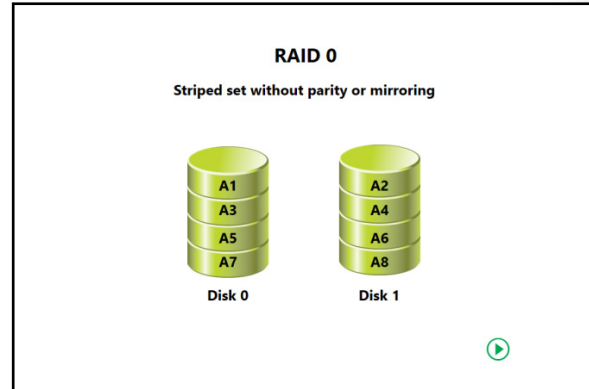 RAID 0
Striped set without parity or mirroring
A1 A2
A3 A4
A5 A6
A7 A8
Disk 0 Disk 1